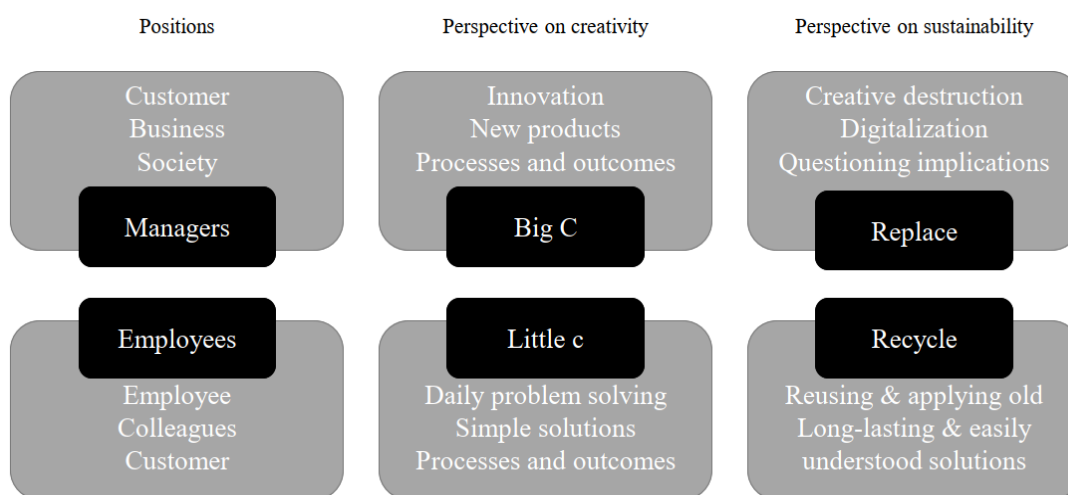 Positions
Perspective on creativity
Perspective on sustainability
Customer
Business
Society
Managers
Innovation
New products
Processes and outcomes
Big C
Creative destruction
Digitalization
Questioning implications
Replace
Employees
Employee
Colleagues
Customer
Little c
Daily problem solving
Simple solutions
Processes and outcomes
Recycle
Reusing & applying old
Long-lasting & easily
understood solutions